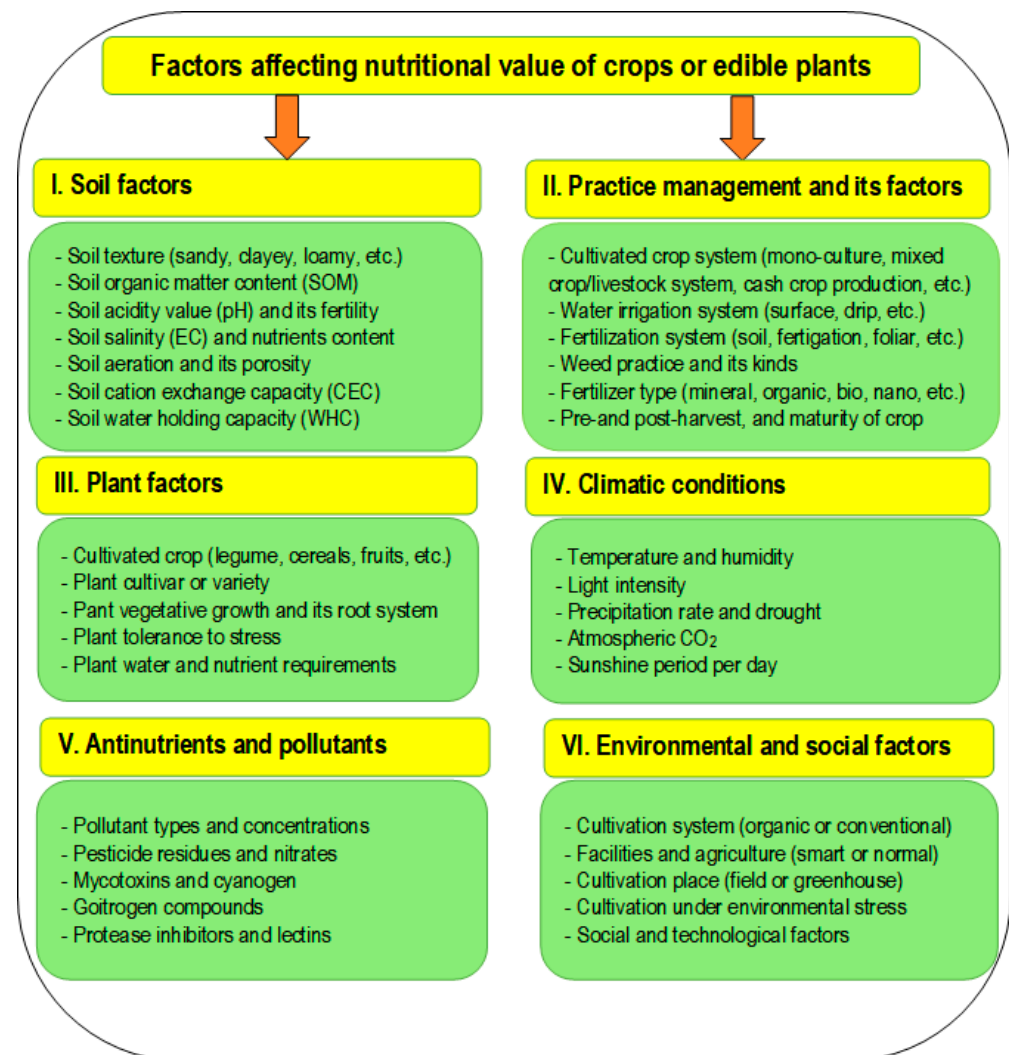 Factors affecting nutritional value of crops or edible plants
I. Soil factors
- Soil texture (sandy, clayey, loamy, etc.)
- Soil organic matter content (SOM)
- Soil acidity value (pH) and its fertility
- Soil salinity (EC) and nutrients content
- Soil aeration and its porosity
- Soil cation exchange capacity (CEC)
- Soil water holding capacity (WHC)
II. Practice management and its factors
- Cultivated crop system (mono-culture, mixed
crop/livestock system, cash crop production, etc.)
- Water irrigation system (surface, drip, etc.)
- Fertilization system (soil, fertigation, foliar, etc.)
- Weed practice and its kinds
- Fertilizer type (mineral, organic, bio, nano, etc.)
- Pre-and post-harvest, and maturity of crop
III. Plant factors
- Cultivated crop (legume, cereals, fruits, etc.)
- Plant cultivar or variety
- Pant vegetative growth and its root system
- Plant tolerance to stress
- Plant water and nutrient requirements
IV. Climatic conditions
- Temperature and humidity
- Light intensity
- Precipitation rate and drought
- Atmospheric CO₂
- Sunshine period per day
V. Antinutrients and pollutants
- Pollutant types and concentrations
- Pesticide residues and nitrates
- Mycotoxins and cyanogen
- Goitrogen compounds
- Protease inhibitors and lectins
VI. Environmental and social factors
- Cultivation system (organic or conventional)
- Facilities and agriculture (smart or normal)
- Cultivation place (field or greenhouse)
- Cultivation under environmental stress
- Social and technological factors